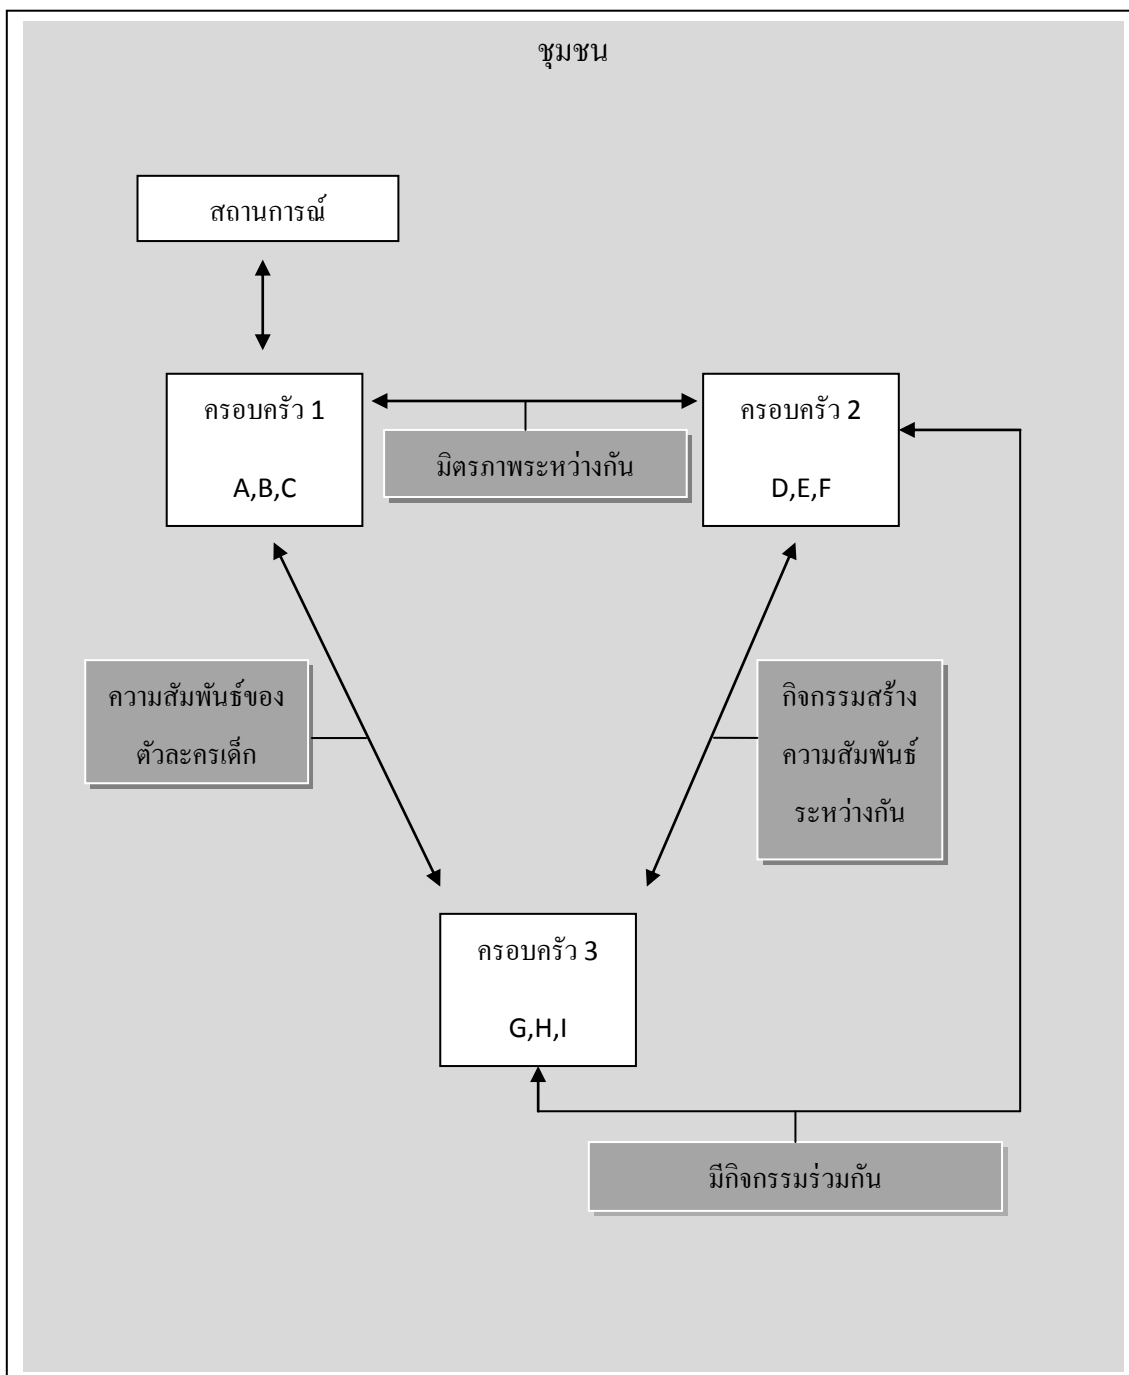 ชุมชน
สถานการณ์
ครอบครัว 1
A,B,C
ครอบครัว 2
D,E,F
มิตรภาพระหว่างกัน
ความสัมพันธ์ของ
ตัวละครเด็ก
กิจกรรมสร้าง
ความสัมพันธ์
ระหว่างกัน
ครอบครัว 3
G,H,I
มีกิจกรรมร่วมกัน